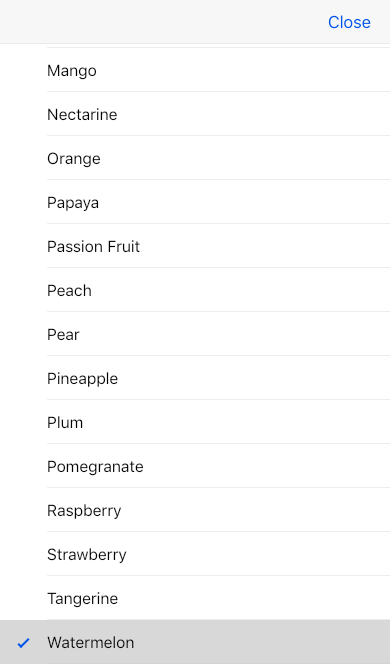 Close
Mango
Nectarine
Orange
Papaya
Passion Fruit
Peach
Pear
Pineapple
Plum
Pomegranate
Raspberry
Strawberry
Tangerine
Watermelon